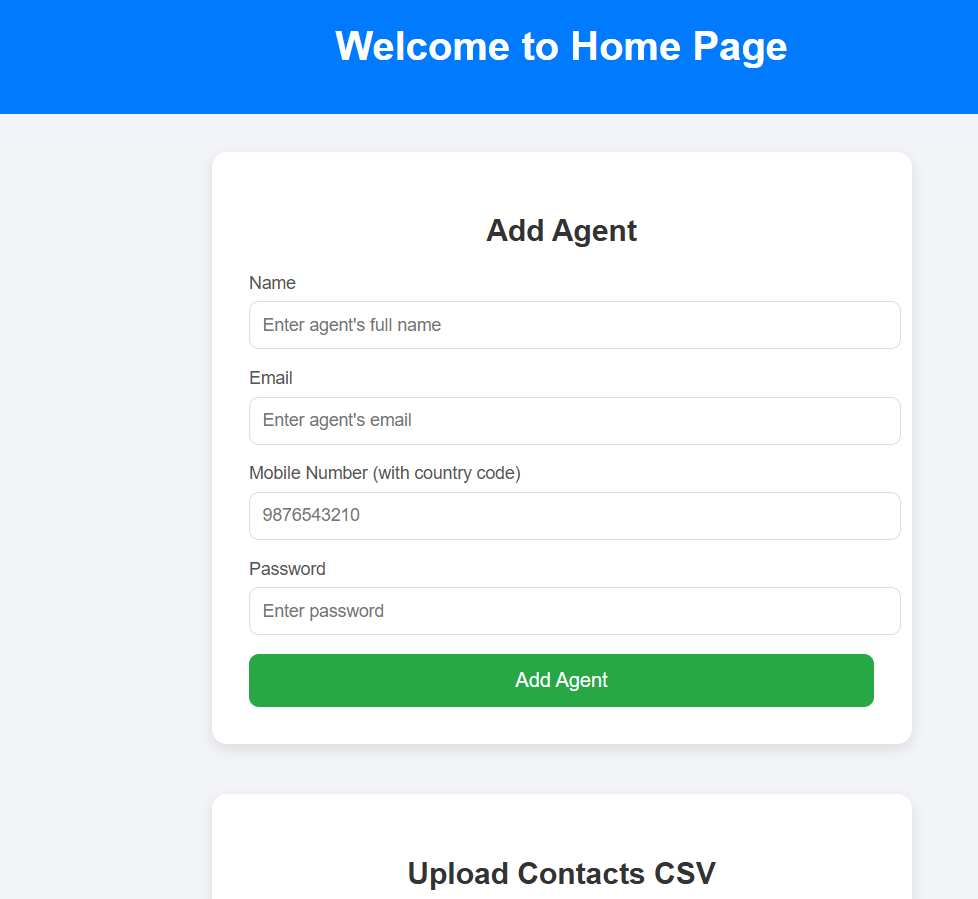 Welcome to Home Page
Add Agent
Name
Enter agent's full name
Email
Enter agent's email
Mobile Number (with country code)
9876543210
Password
Enter password
Add Agent
Upload Contacts CSV